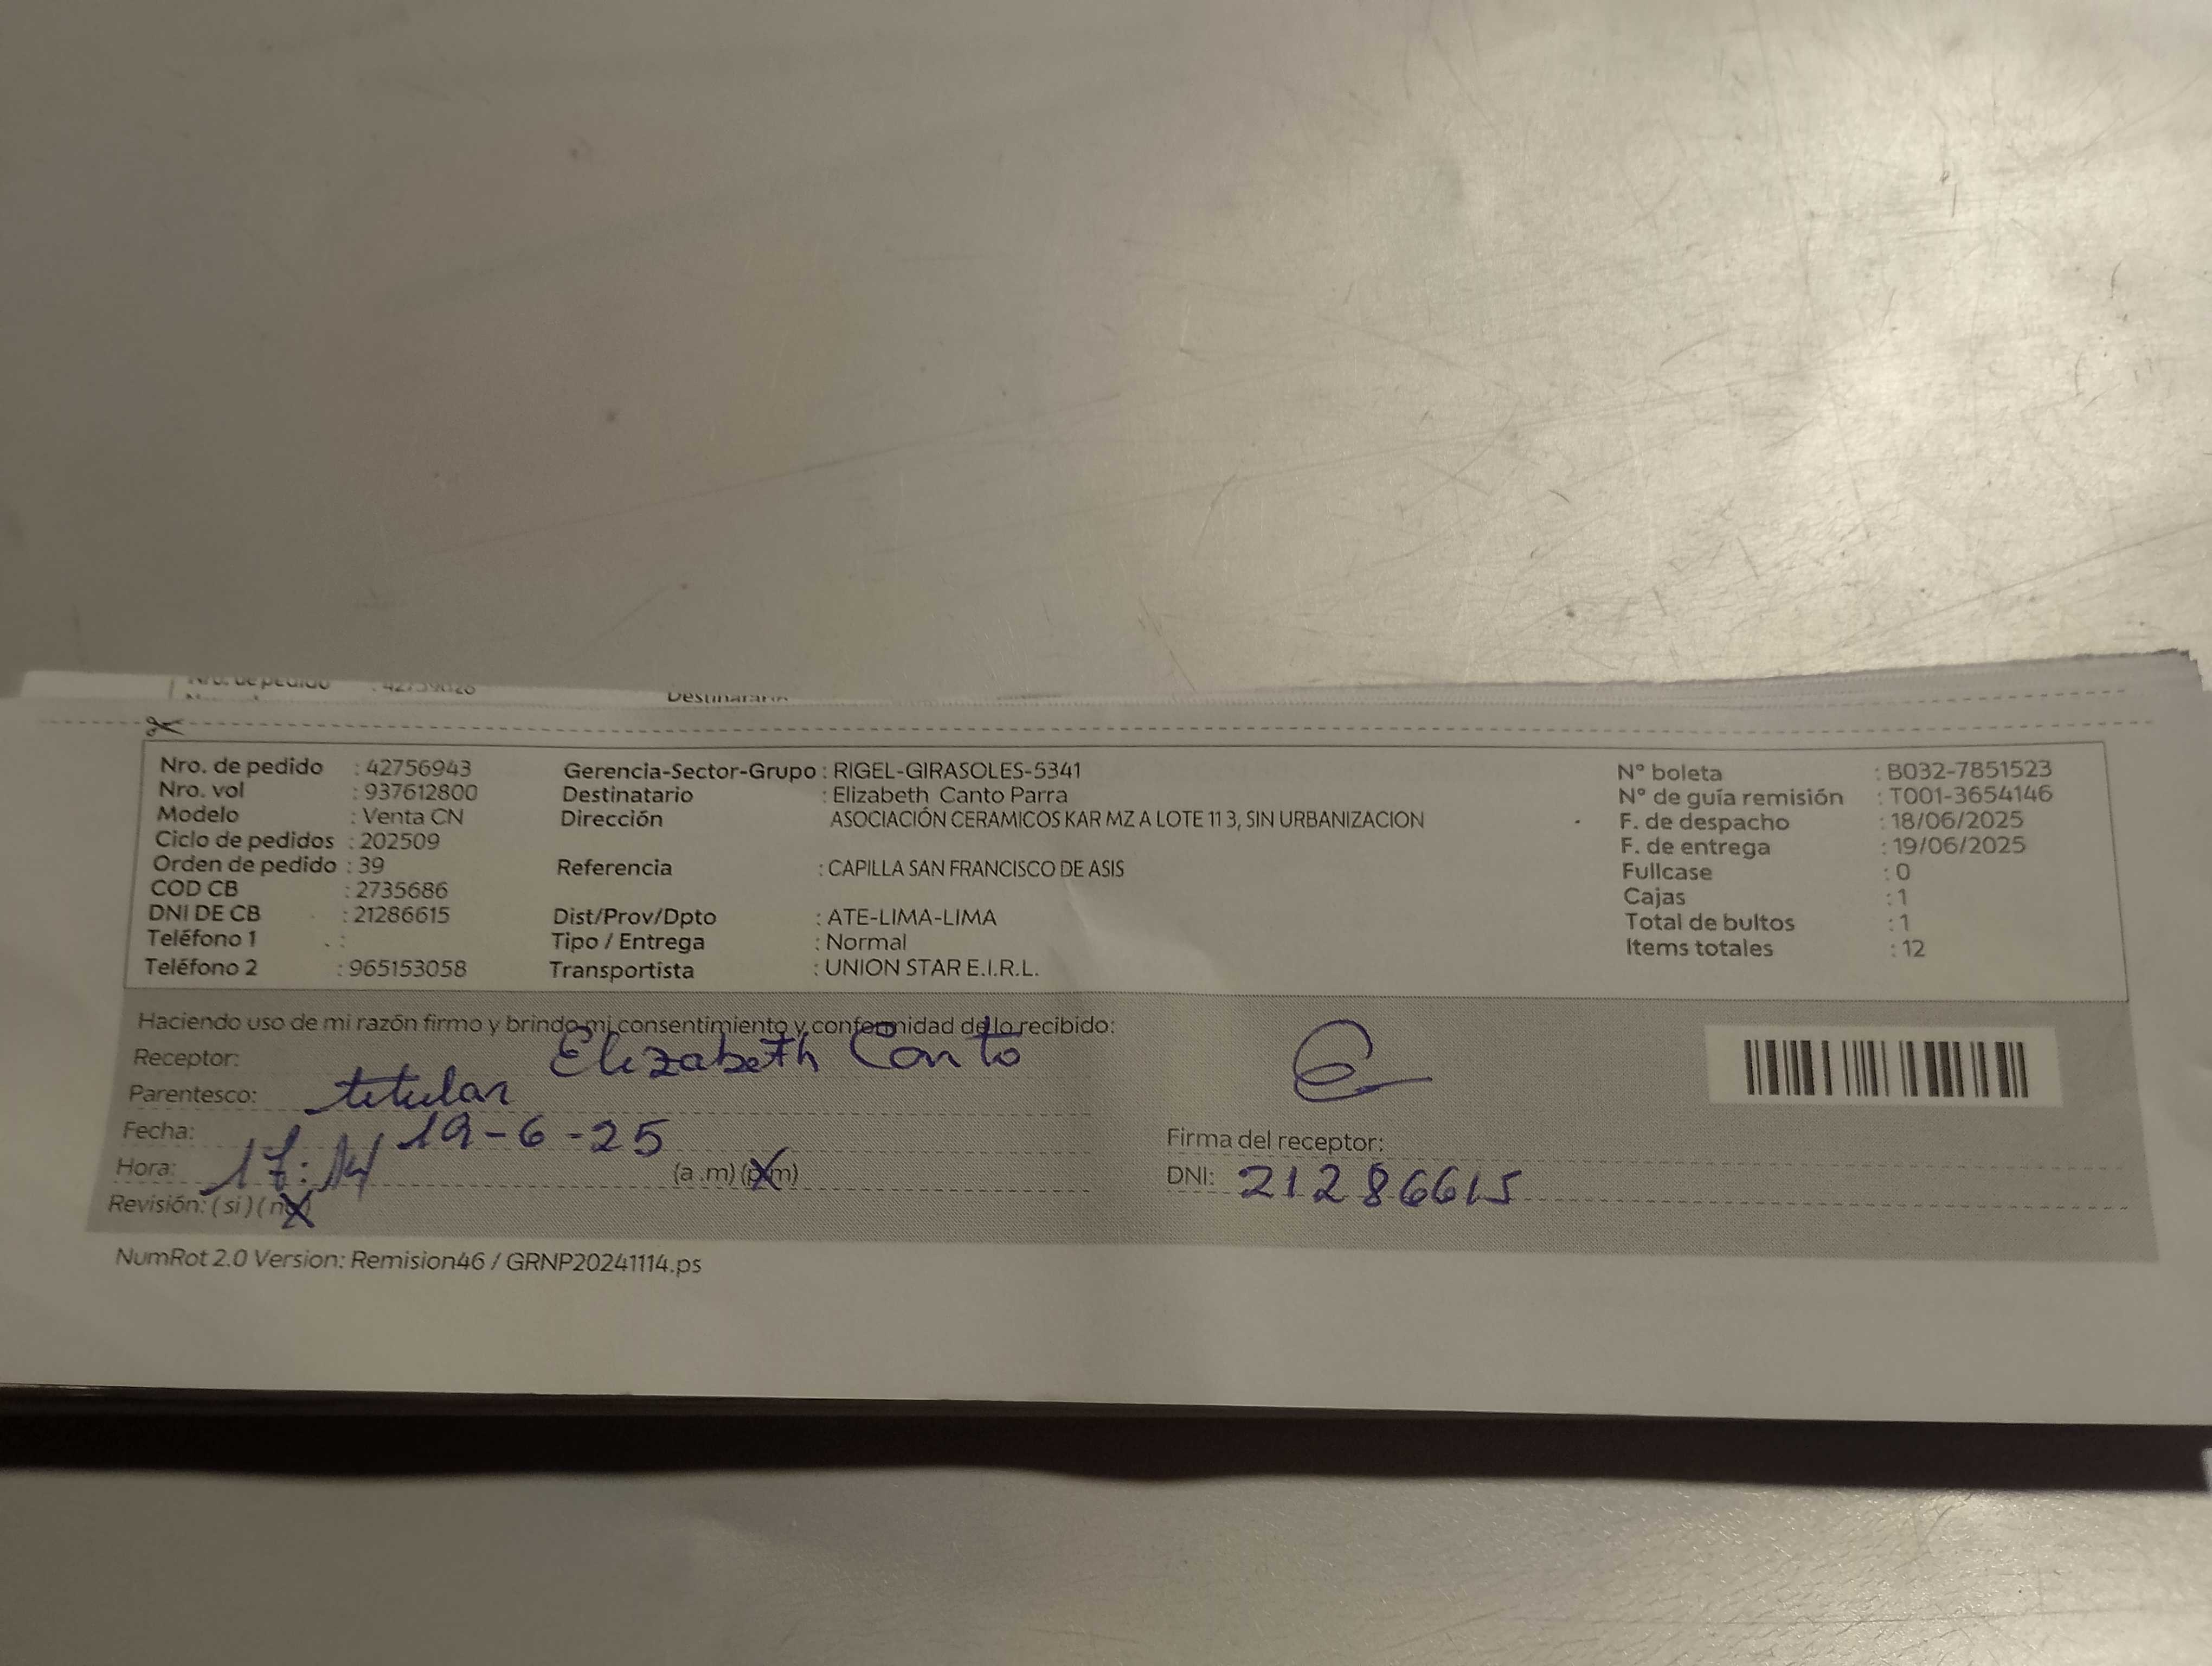 Nro. de pedido : 42759026 Destinatario
Nro. de pedido : 42756943 Gerencia-Sector-Grupo : RIGEL-GIRASOLES-5341 N° boleta : B032-7851523
Nro. vol : 937612800 Destinatario : Elizabeth Canto Parra N° de guía remisión : T001-3654146
Modelo : Venta CN Dirección ASOCIACIÓN CERAMICOS KAR MZ A LOTE 11 3, SIN URBANIZACION F. de despacho : 18/06/2025
Ciclo de pedidos : 202509 F. de entrega : 19/06/2025
Orden de pedido : 39 Referencia : CAPILLA SAN FRANCISCO DE ASIS Fullcase : 0
COD CB : 2735686 Cajas : 1
DNI DE CB : 21286615 Dist/Prov/Dpto : ATE-LIMA-LIMA Total de bultos : 1
Teléfono 1 : Tipo / Entrega : Normal Items totales : 12
Teléfono 2 : 965153058 Transportista : UNION STAR E.I.R.L.
Haciendo uso de mi razón firmo y brindo mi consentimiento y conformidad de lo recibido:
Receptor: Elizabeth Canto
Parentesco: titular
Fecha: 19-6-25 Firma del receptor:
Hora: 17:14 (a.m) (p.m) DNI: 21286615
Revisión: (si) (no)
NumRot 2.0 Version: Remision46 / GRNP20241114.ps